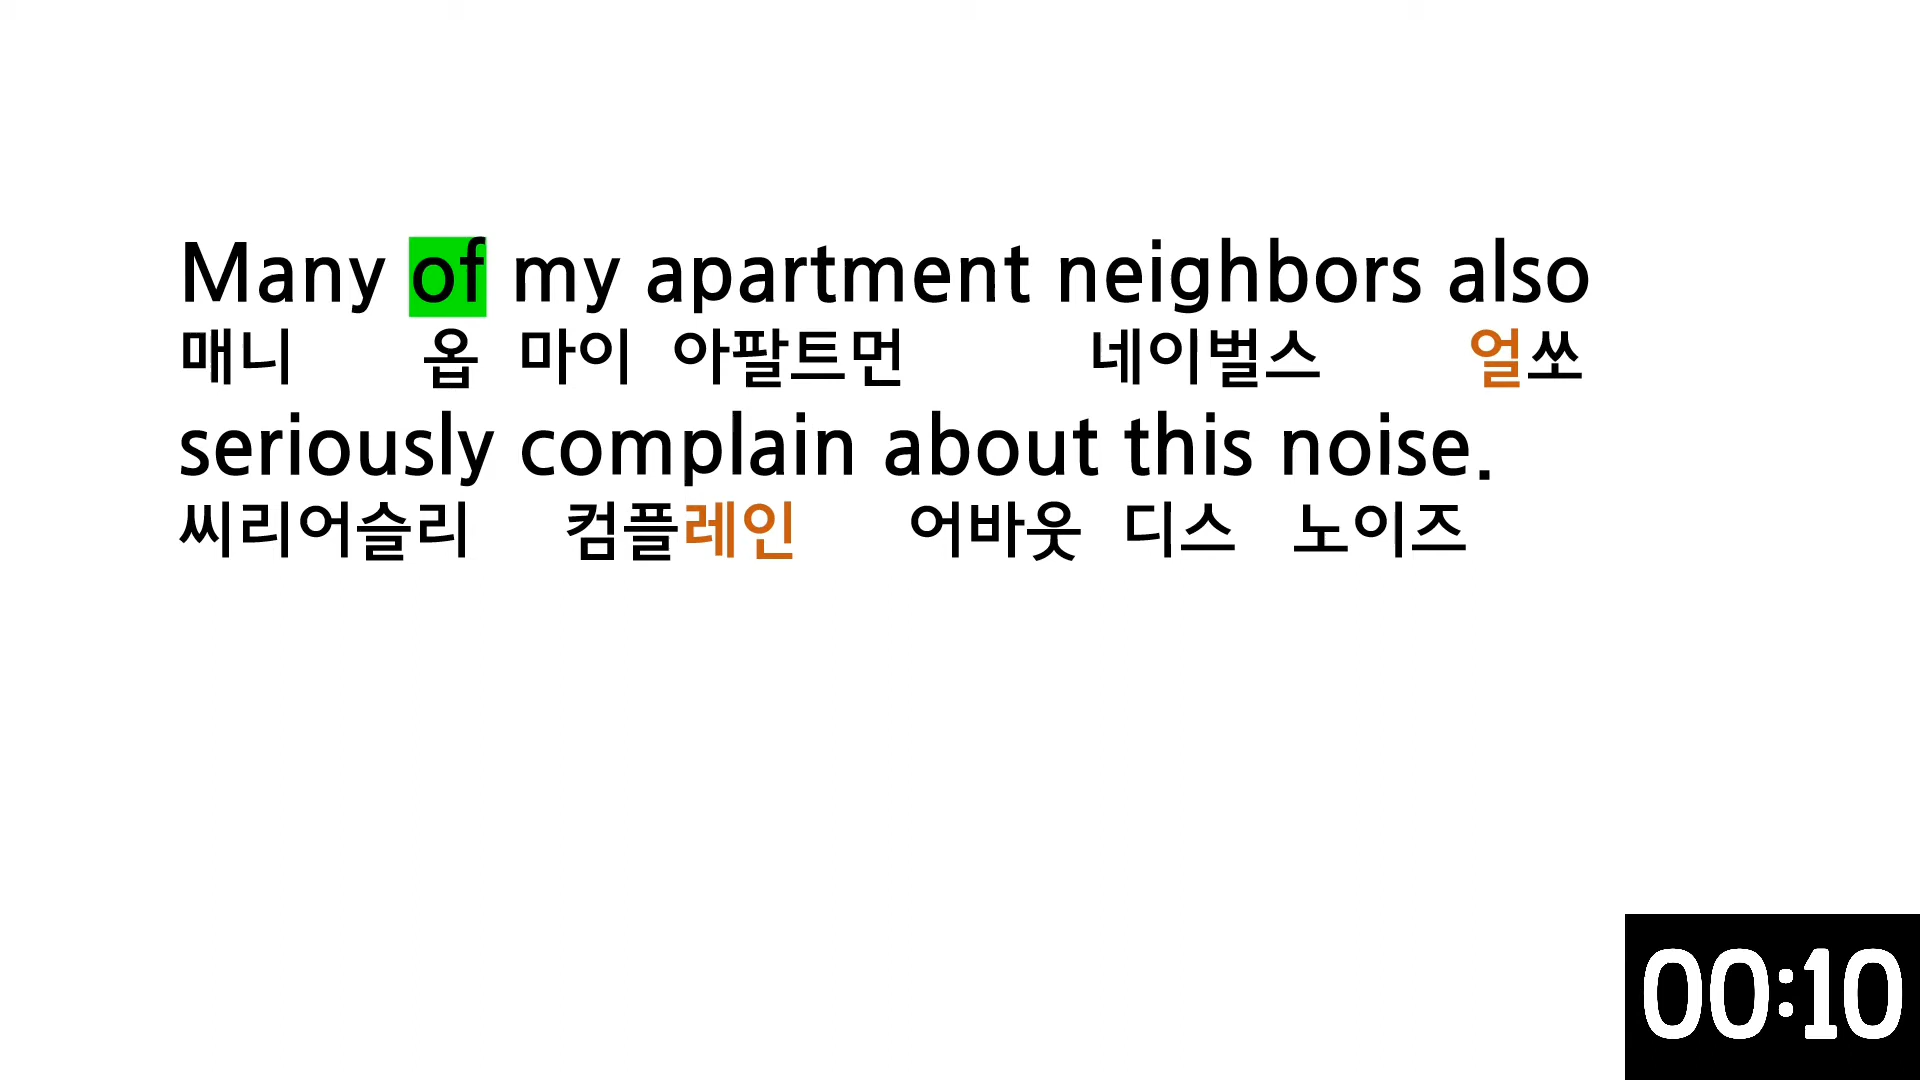 Many of my apartment neighbors also
매니 옵 마이 아팔트먼 네이벌스 얼쏘
seriously complain about this noise.
씨리어슬리 컴플레인 어바웃 디스 노이즈
00:10